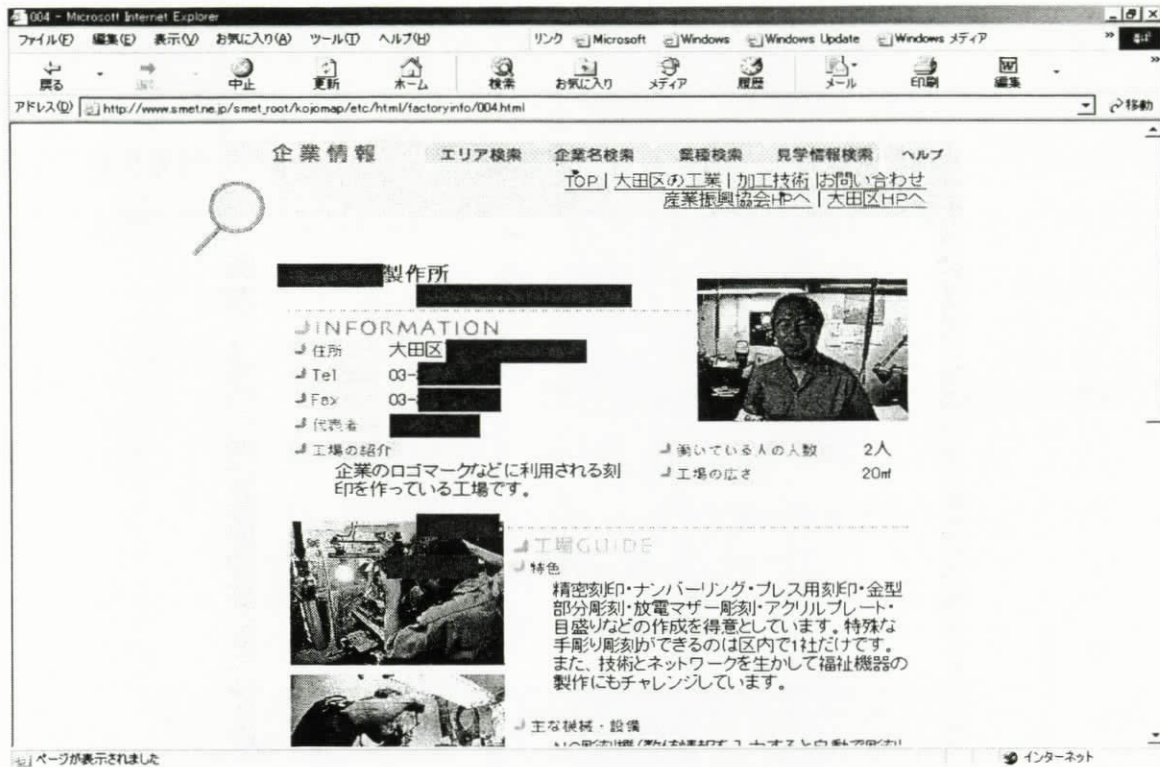 004 - Microsoft Internet Explorer
ファイル(F) 編集(E) 表示(V) お気に入り(A) ツール(T) ヘルプ(H) リンク Microsoft Windows Windows Update Windows メディア
戻る 中止 更新 ホーム 検索 お気に入り メディア 履歴 メール 印刷 編集
アドレス(D) http://www.smet.ne.jp/smet_root/kojomap/etc/html/factoryinfo/004.html 移動
企業情報 エリア検索 企業名検索 業種検索 見学情報検索 ヘルプ
TOP | 大田区の工業 | 加工技術 |お問い合わせ
産業振興協会HPへ | 大田区HPへ
製作所
INFORMATION
住所 大田区
Tel 03-
Fax 03-
代表者
工場の紹介
企業のロゴマークなどに利用される刻
印を作っている工場です。
働いている人の人数 2人
工場の広さ 20㎡
工場GUIDE
特色
精密刻印・ナンバーリング・プレス用刻印・金型
部分彫刻・放電マザー彫刻・アクリルプレート・
目盛りなどの作成を得意としています。特殊な
手彫り彫刻ができるのは区内で1社だけです。
また、技術とネットワークを生かして福祉機器の
製作にもチャレンジしています。
主な機械・設備
ページが表示されました インターネット